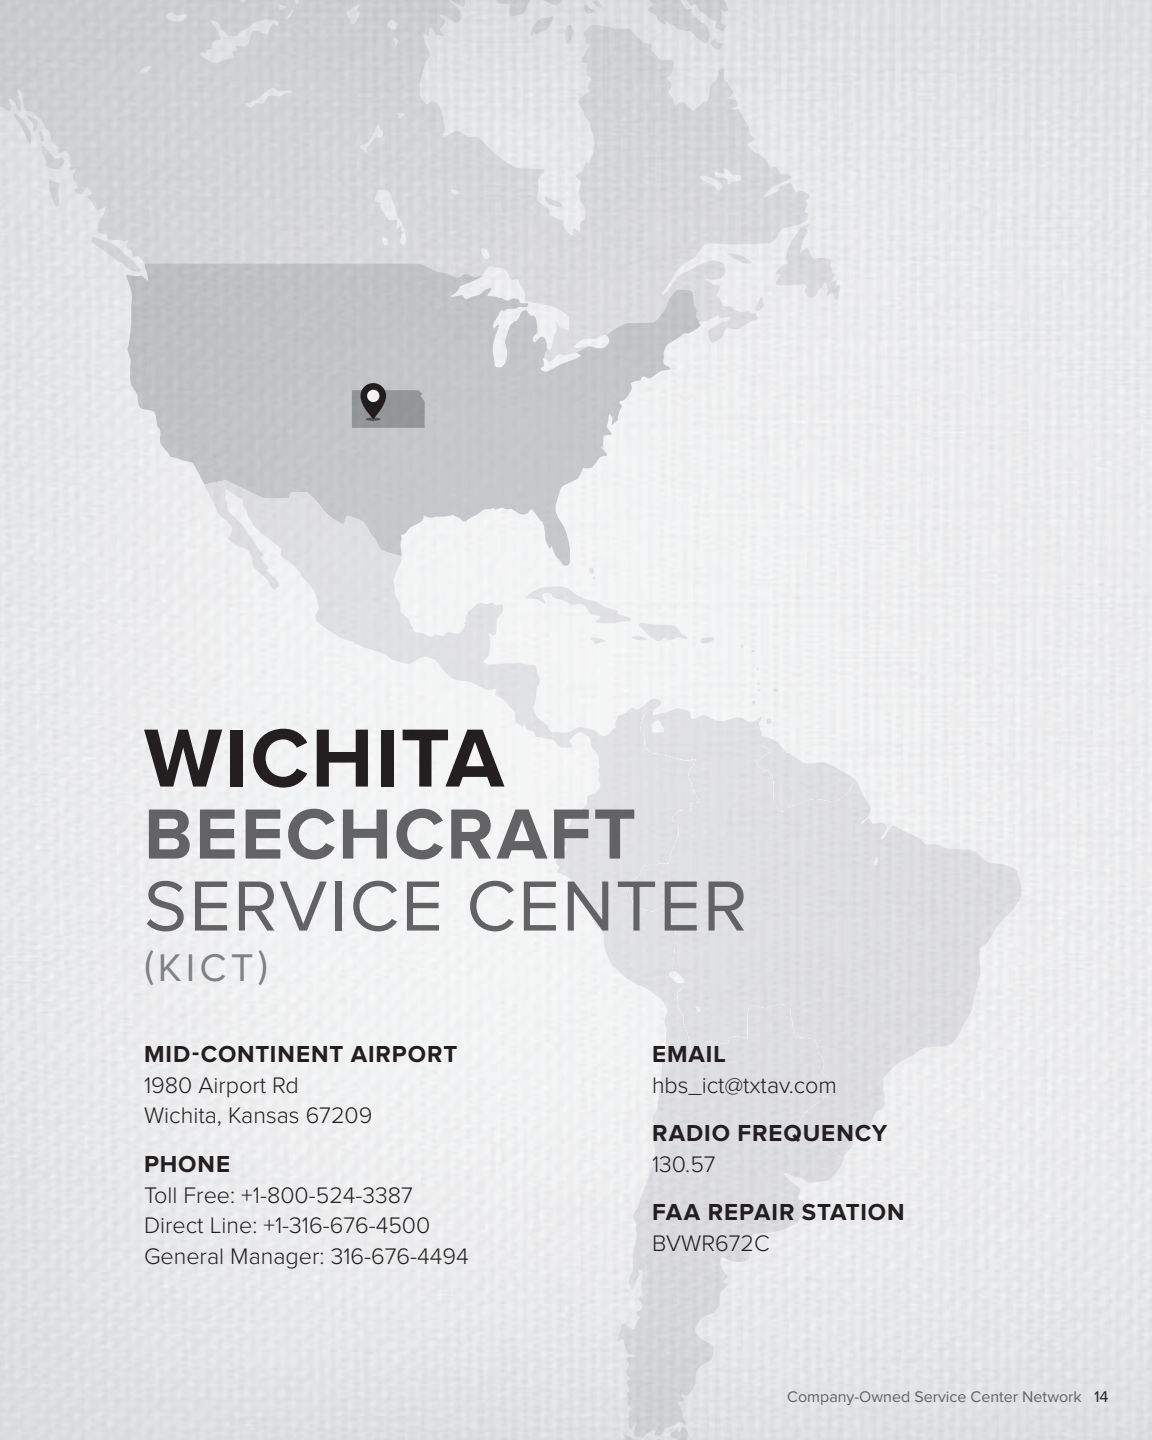 WICHITA
BEECHCRAFT
SERVICE CENTER
(KICT)
MID-CONTINENT AIRPORT
1980 Airport Rd
Wichita, Kansas 67209
PHONE
Toll Free: +1-800-524-3387
Direct Line: +1-316-676-4500
General Manager: 316-676-4494
EMAIL
hbs_ict@txtav.com
RADIO FREQUENCY
130.57
FAA REPAIR STATION
BVWR672C
Company-Owned Service Center Network 14